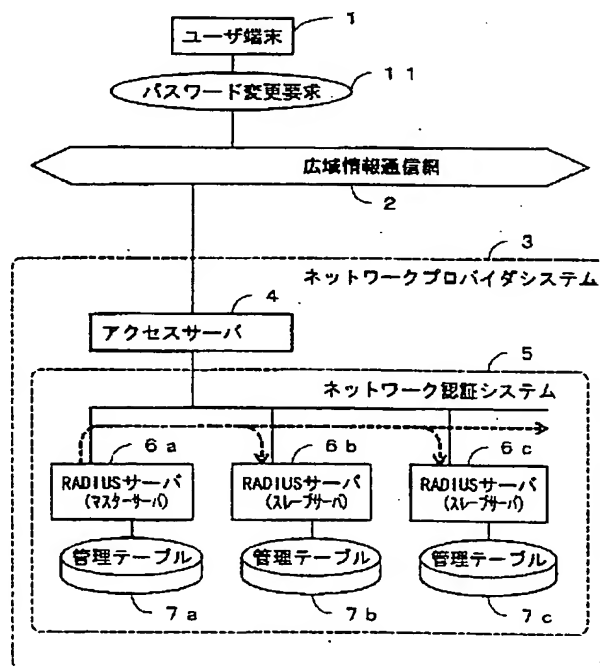 1
ユーザ端末
11
パスワード変更要求
広域情報通信網
2
3
ネットワークプロバイダシステム
4
アクセスサーバ
5
ネットワーク認証システム
6a 6b 6c
RADIUSサーバ RADIUSサーバ RADIUSサーバ
(マスターサーバ) (スレーブサーバ) (スレーブサーバ)
管理テーブル 管理テーブル 管理テーブル
7a 7b 7c